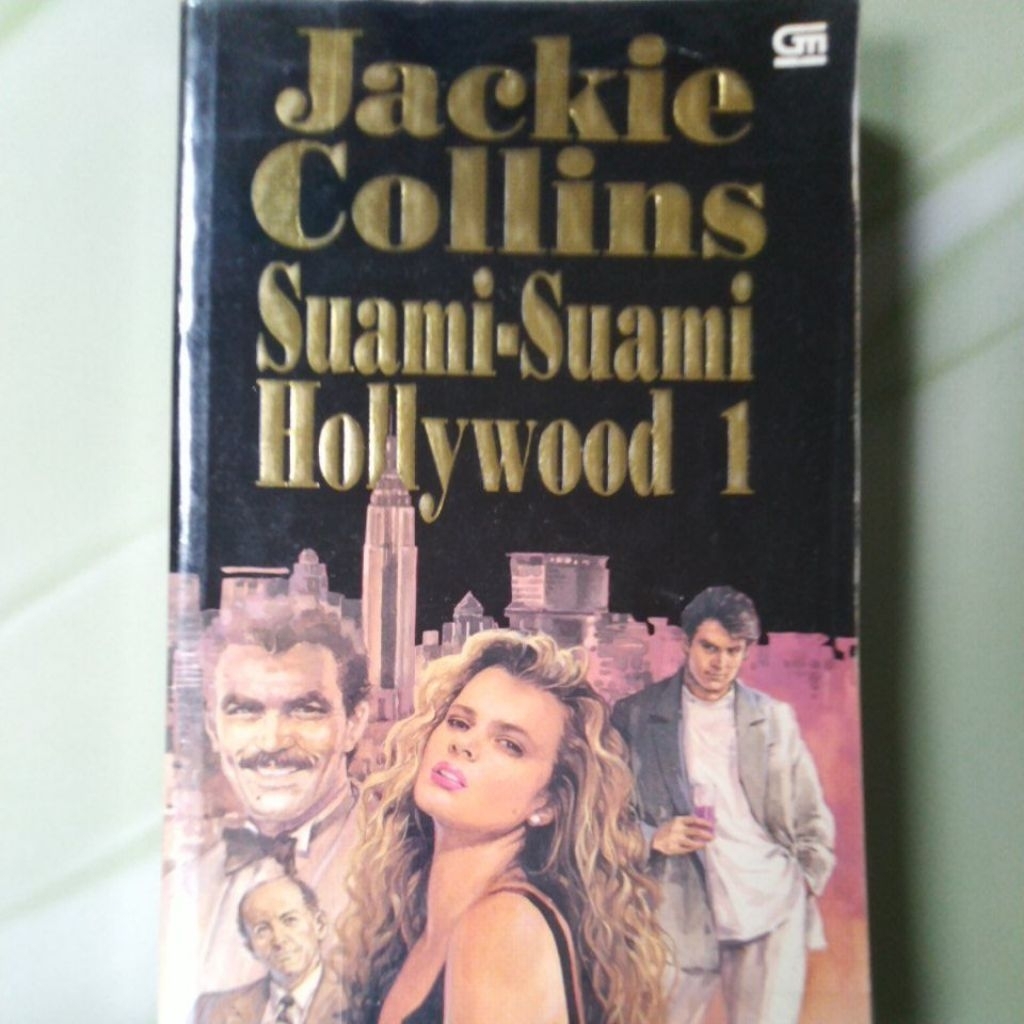 GM
Jackie
Collins
Suami-Suami
Hollywood 1